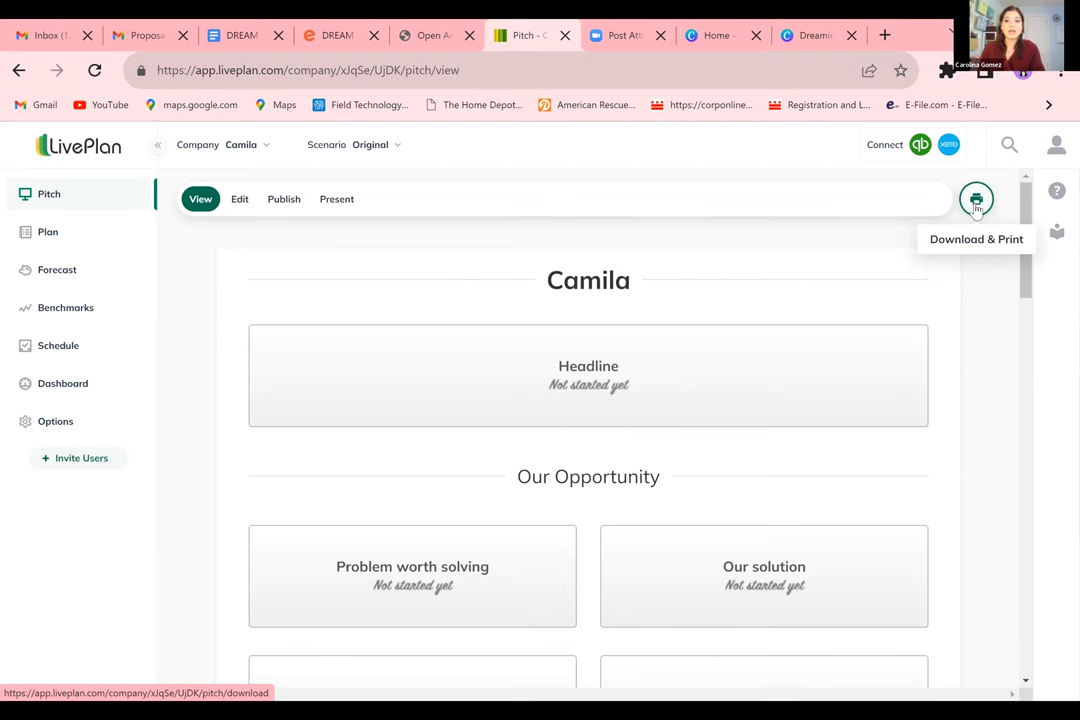 Inbox (1
Propose
DREAM
DREAM
Open Ac
Pitch - C
Post Att
Home -
Dreamin
https://app.liveplan.com/company/xJqSe/UjDK/pitch/view
Carolina Gomez
Gmail
YouTube
maps.google.com
Maps
Field Technology...
The Home Depot...
American Rescue...
https://corponline...
Registration and L...
E-File.com - E-File...
LivePlan
Company Camila
Scenario Original
Connect qb xero
Pitch
View Edit Publish Present
Plan
Download & Print
Forecast
Camila
Benchmarks
Schedule
Headline
Not started yet
Dashboard
Options
+ Invite Users
Our Opportunity
Problem worth solving
Not started yet
Our solution
Not started yet
https://app.liveplan.com/company/xJqSe/UjDK/pitch/download